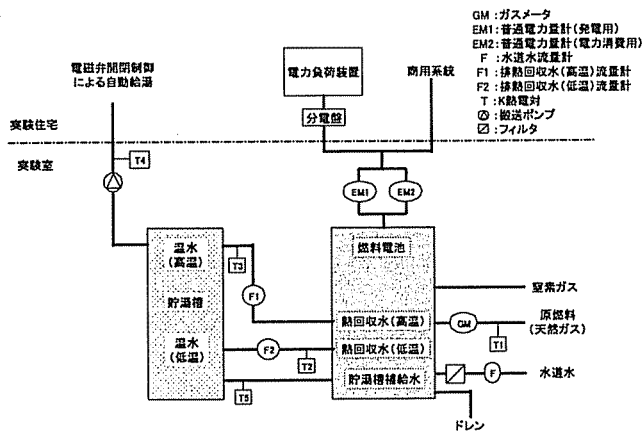 GM :ガスメータ
EM1:普通電力量計(発電用)
EM2:普通電力量計(電力消費用)
F :水道水流量計
F1 :排熱回収水(高温)流量計
F2 :排熱回収水(低温)流量計
T :K熱電対
:搬送ポンプ
:フィルタ
電磁弁開閉制御
による自動給湯
電力負荷装置
商用系統
分電盤
実験住宅
実験室
T4
EM1
EM2
温水
(高温)
T3
燃料電池
貯湯槽
F1
窒素ガス
熱回収水(高温)
GM
原燃料
(天然ガス)
T1
温水
(低温)
F2
T2
熱回収水(低温)
貯湯槽補給水
F
水道水
T5
ドレン